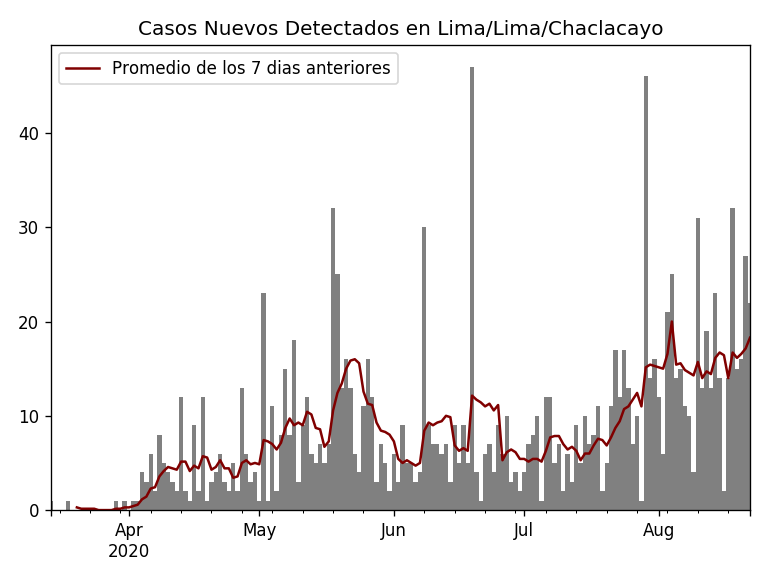 Casos Nuevos Detectados en Lima/Lima/Chaclacayo
Promedio de los 7 dias anteriores
40
30
20
10
0
Apr May Jun Jul Aug
2020